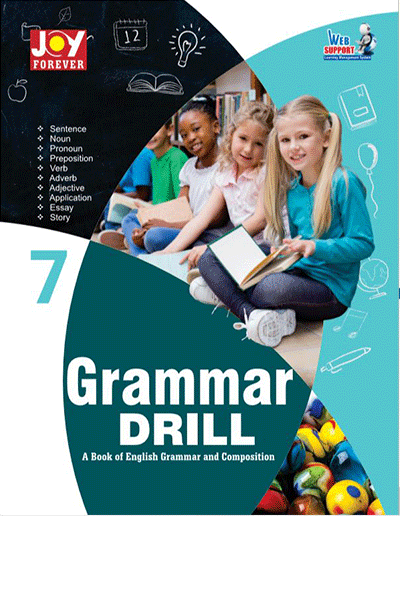 JOY
FOREVER
12
WEB
SUPPORT
Learning Management System
❖ Sentence
❖ Noun
❖ Pronoun
❖ Preposition
❖ Verb
❖ Adverb
❖ Adjective
❖ Application
❖ Essay
❖ Story
7
Grammar
DRILL
A Book of English Grammar and Composition